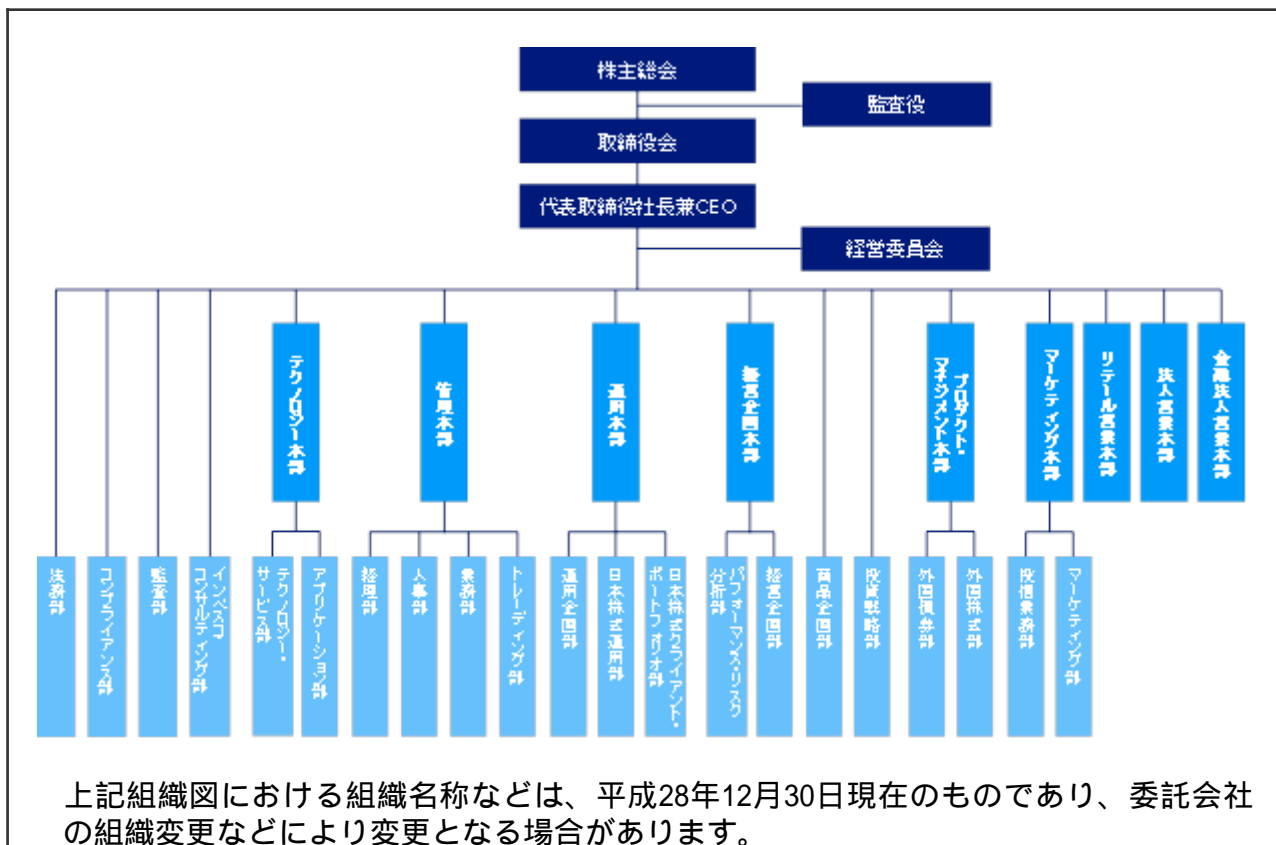 株主総会
監査役
取締役会
代表取締役社長兼CEO
経営委員会
テクノロジー本部
管理本部
運用本部
経営企画本部
プロダクト・
マネジメント本部
マーケティング本部
リテール営業本部
法人営業本部
金融法人営業本部
法務部
コンプライアンス部
監査部
インベスコ
コンサルティング部
テクノロジー・
サービス部
アプリケーション部
経理部
人事部
業務部
トレーディング部
運用企画部
日本株式運用部
日本株式クライアント・
ポートフォリオ部
パフォーマンス・リスク
分析部
経営企画部
商品企画部
投資戦略部
外国債券部
外国株式部
投信業務部
マーケティング部
上記組織図における組織名称などは、平成28年12月30日現在のものであり、委託会社
の組織変更などにより変更となる場合があります。